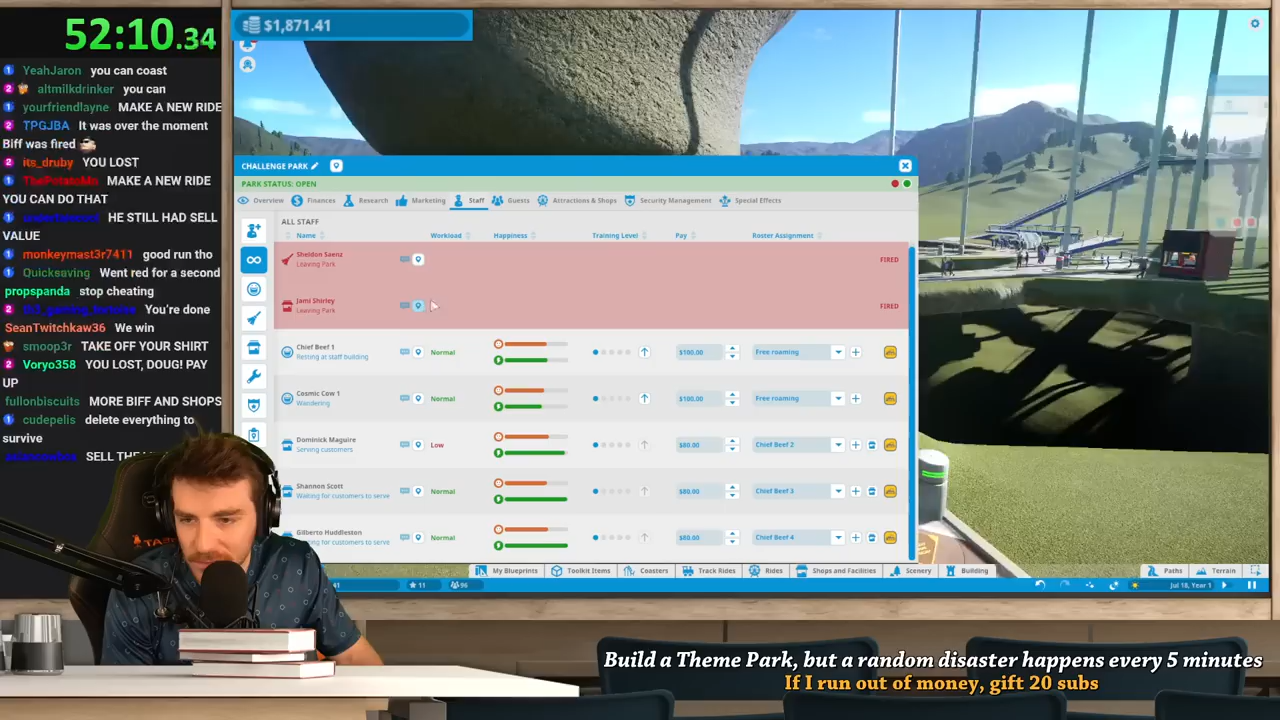 52:10.34
YeahJaron you can coast
altmilkdrinker you can
yourfriendlayne MAKE A NEW RIDE
TPGJBA It was over the moment
Biff was fired
its_druby YOU LOST
ThePotatoMo MAKE A NEW RIDE
YOU CAN DO THAT
HE STILL HAD SELL
VALUE
monkeymast3r7411 good run tho
Quicksaving Went red for a second
propspanda stop cheating
You're done
SeanTwitchkaw36 We win
smoop3r TAKE OFF YOUR SHIRT
Voryo358 YOU LOST, DOUG! PAY
UP
fullonbiscuits MORE BIFF AND SHOPS
cudepelis delete everything to
survive
SELL THE
$1,871.41
CHALLENGE PARK
PARK STATUS: OPEN
Overview Finances Research Marketing Staff Guests Attractions & Shops Security Management Special Effects
ALL STAFF
Name Workload Happiness Training Level Pay Roster Assignment
Sheldon Saenz
Leaving Park
FIRED
Jami Shirley
Leaving Park
FIRED
Chief Beef 1
Resting at staff building
Normal $100.00 Free roaming
Cosmic Cow 1
Wandering
Normal $100.00 Free roaming
Dominick Maguire
Serving customers
Low $80.00 Chief Beef 2
Shannon Scott
Waiting for customers to serve
Normal $80.00 Chief Beef 3
Gilberto Huddleston
for customers to serve
Normal $80.00 Chief Beef 4
My Blueprints Toolkit Items Coasters Track Rides Rides Shops and Facilities Scenery Building Paths Terrain
41 11 96 Jul 18, Year 1
Build a Theme Park, but a random disaster happens every 5 minutes
If I run out of money, gift 20 subs